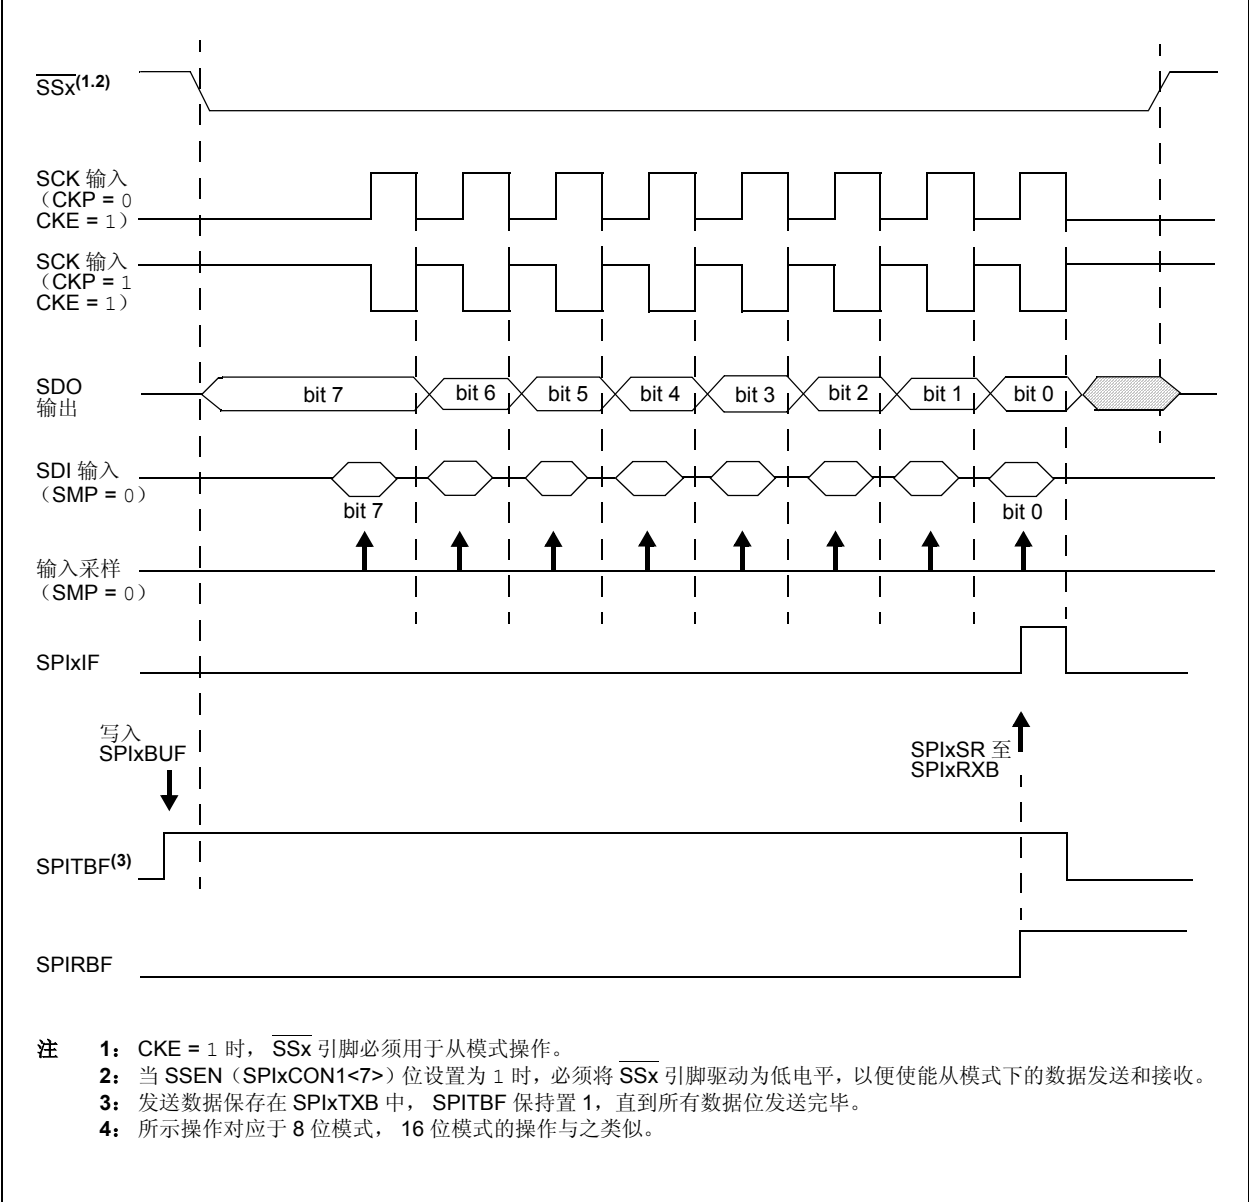 SSx(1.2)
SCK 输入
（CKP = 0
CKE = 1）
SCK 输入
（CKP = 1
CKE = 1）
SDO
输出
bit 7
bit 6
bit 5
bit 4
bit 3
bit 2
bit 1
bit 0
SDI 输入
（SMP = 0）
bit 7
bit 0
输入采样
（SMP = 0）
SPIxIF
写入
SPIxBUF
SPIxSR 至
SPIxRXB
SPITBF(3)
SPIRBF
注 1： CKE = 1 时， SSx 引脚必须用于从模式操作。
2： 当 SSEN（SPIxCON1<7>）位设置为 1 时，必须将 SSx 引脚驱动为低电平，以便使能从模式下的数据发送和接收。
3： 发送数据保存在 SPIxTXB 中， SPITBF 保持置 1，直到所有数据位发送完毕。
4： 所示操作对应于 8 位模式， 16 位模式的操作与之类似。